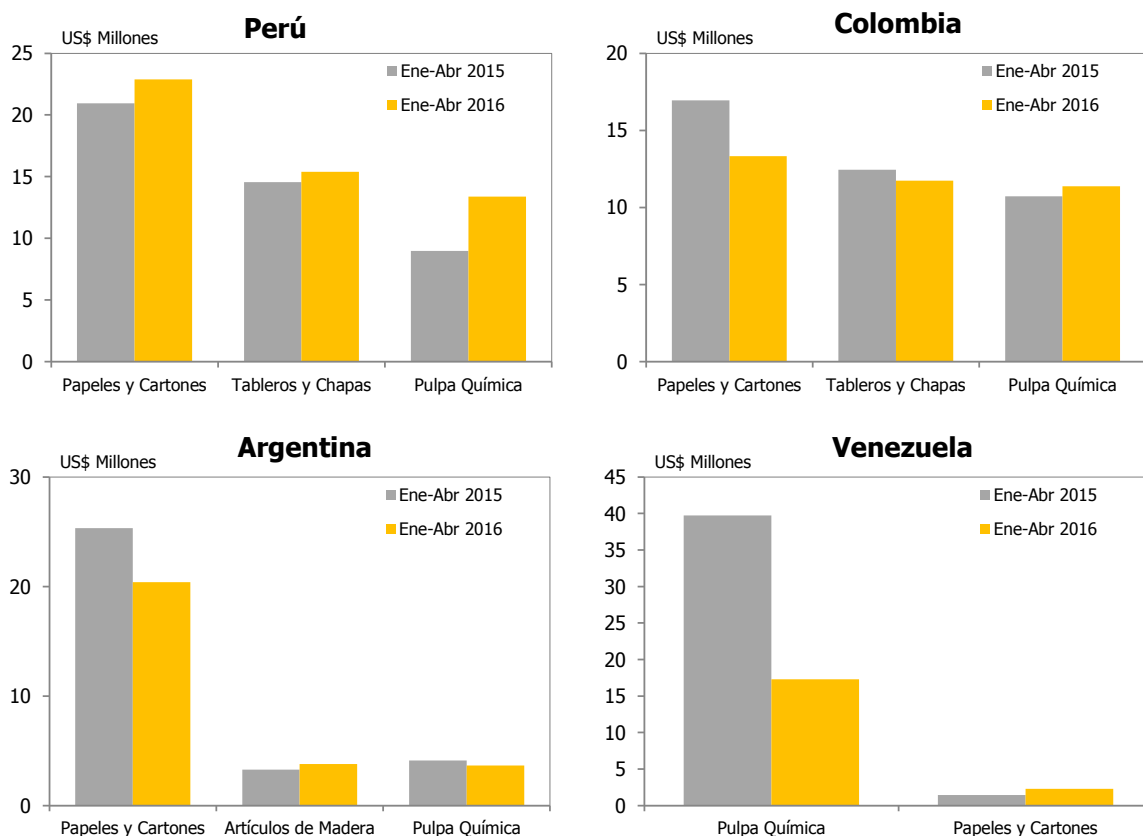 Perú
US$ Millones
25
20
15
10
5
0
Ene-Abr 2015
Ene-Abr 2016
Papeles y Cartones
Tableros y Chapas
Pulpa Química
Colombia
US$ Millones
20
15
10
5
0
Ene-Abr 2015
Ene-Abr 2016
Papeles y Cartones
Tableros y Chapas
Pulpa Química
Argentina
US$ Millones
30
20
10
0
Ene-Abr 2015
Ene-Abr 2016
Papeles y Cartones
Artículos de Madera
Pulpa Química
Venezuela
US$ Millones
45
40
35
30
25
20
15
10
5
0
Ene-Abr 2015
Ene-Abr 2016
Pulpa Química
Papeles y Cartones